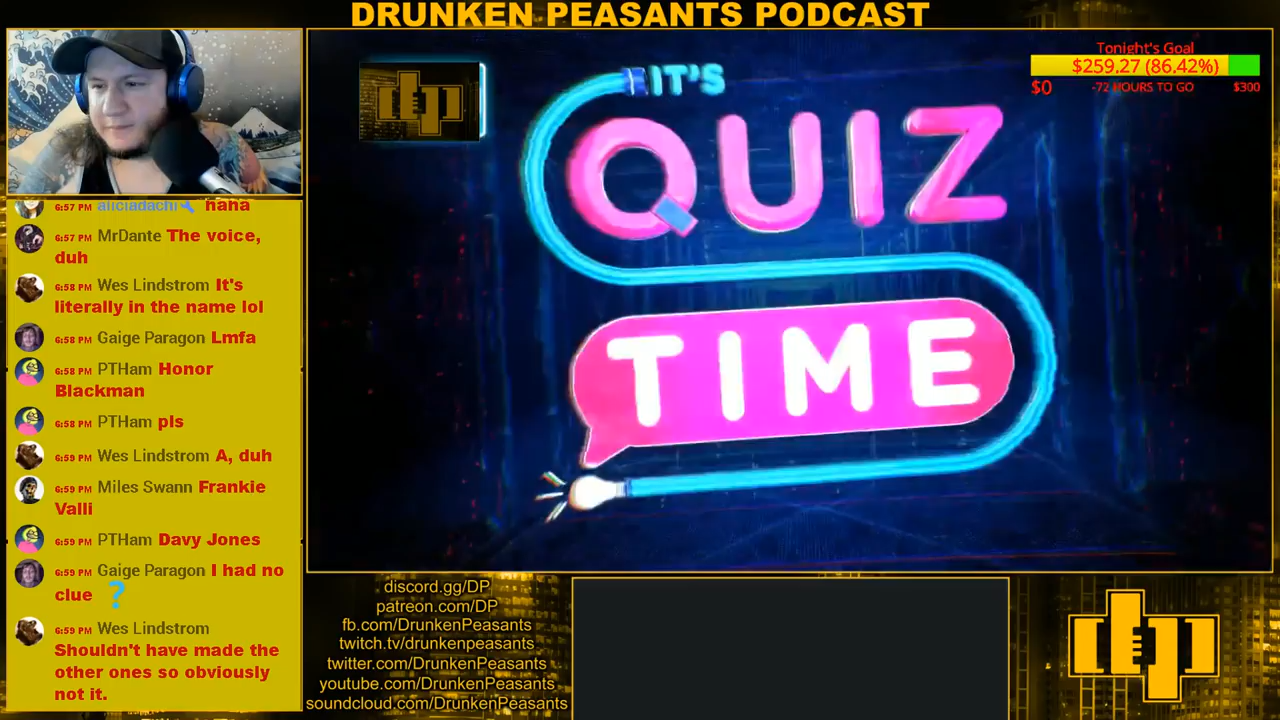 DRUNKEN PEASANTS PODCAST
Tonight's Goal
$259.27 (86.42%)
$0
-72 HOURS TO GO
$300
IT'S
QUIZ
TIME
6:57 PM aliciadachi haha
6:57 PM MrDante The voice,
duh
6:58 PM Wes Lindstrom It's
literally in the name lol
6:58 PM Gaige Paragon Lmfa
6:58 PM PTHam Honor
Blackman
6:58 PM PTHam pls
6:59 PM Wes Lindstrom A, duh
6:59 PM Miles Swann Frankie
Valli
6:59 PM PTHam Davy Jones
6:59 PM Gaige Paragon I had no
clue ❓
6:59 PM Wes Lindstrom
Shouldn't have made the
other ones so obviously
not it.
discord.gg/DP
patreon.com/DP
fb.com/DrunkenPeasants
twitch.tv/drunkenpeasants
twitter.com/DrunkenPeasants
youtube.com/DrunkenPeasants
soundcloud.com/DrunkenPeasants